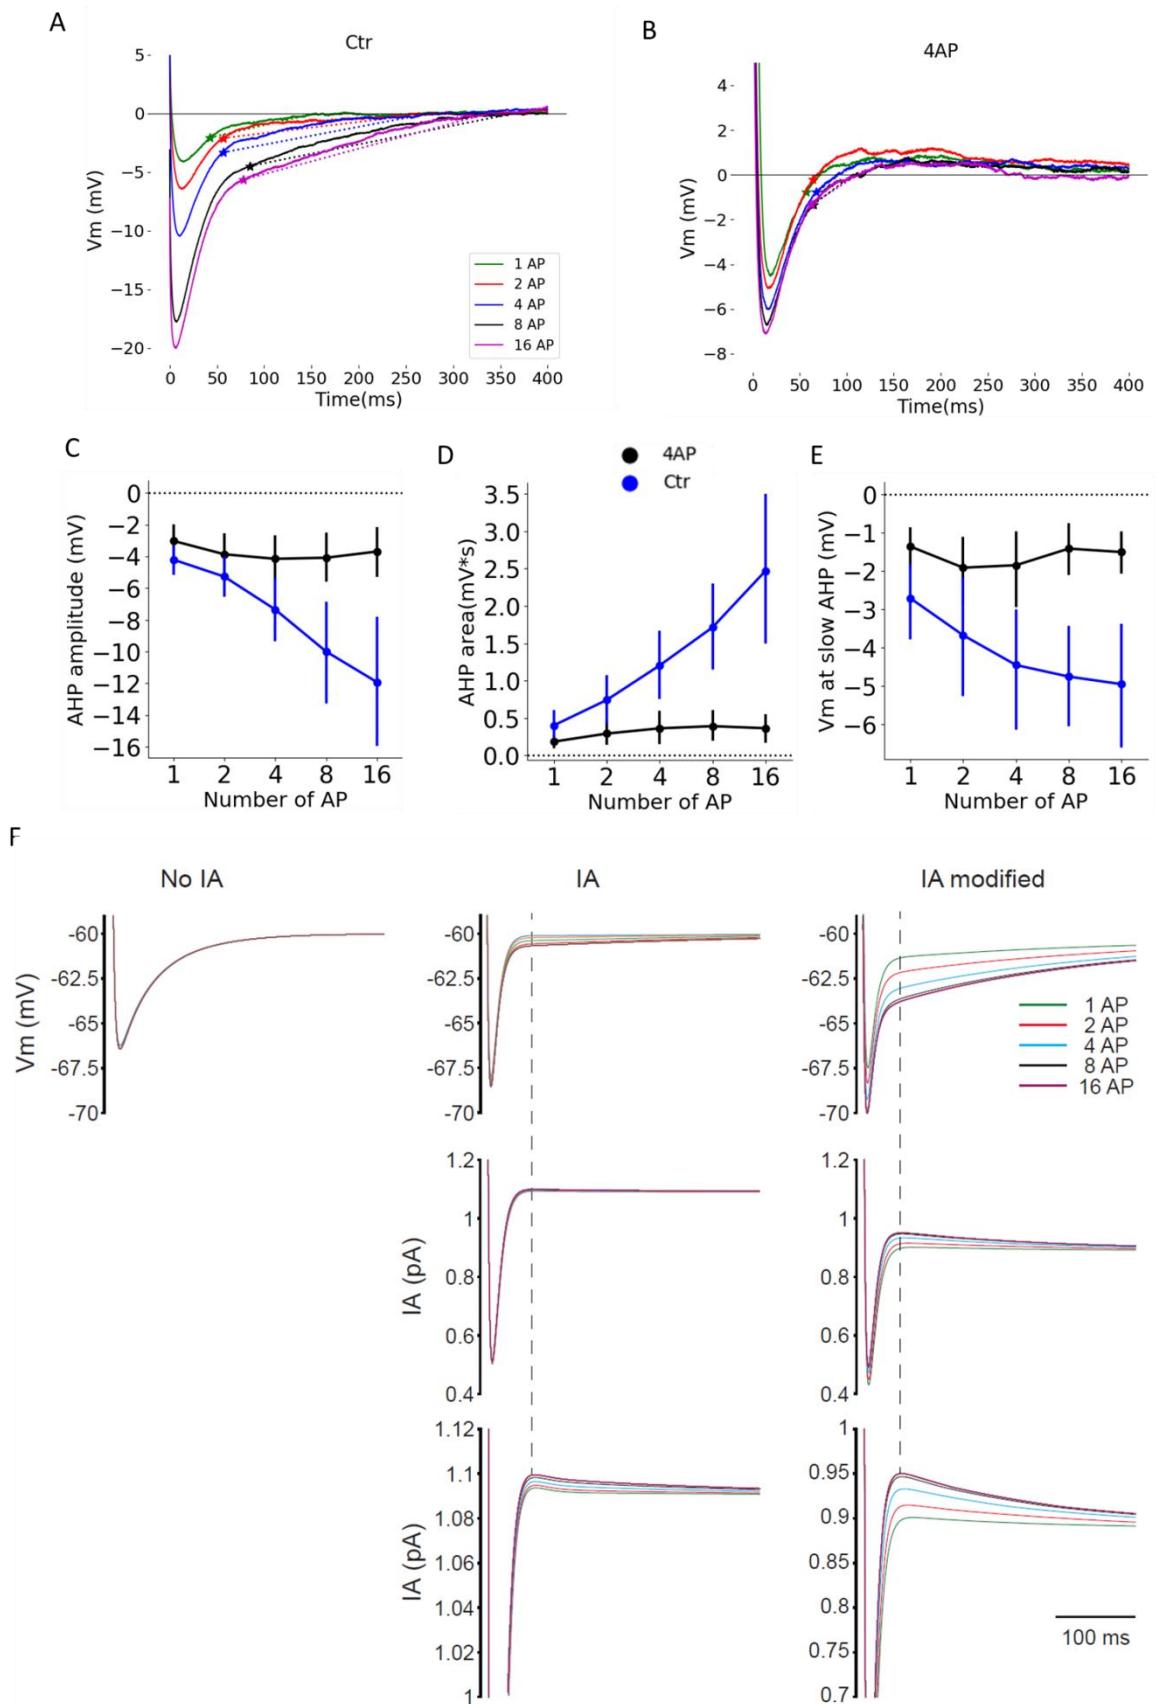 A
Ctr
5
0
−5
−10
−15
−20
Vm (mV)
0 50 100 150 200 250 300 350 400
Time(ms)
1 AP
2 AP
4 AP
8 AP
16 AP
B
4AP
4
2
0
−2
−4
−6
−8
Vm (mV)
0 50 100 150 200 250 300 350 400
Time(ms)
C
0
−2
−4
−6
−8
−10
−12
−14
−16
AHP amplitude (mV)
1 2 4 8 16
Number of AP
D
4AP
Ctr
3.5
3.0
2.5
2.0
1.5
1.0
0.5
0.0
AHP area(mV*s)
1 2 4 8 16
Number of AP
E
0
−1
−2
−3
−4
−5
−6
Vm at slow AHP (mV)
1 2 4 8 16
Number of AP
F
No IA
IA
IA modified
Vm (mV)
-60
-62.5
-65
-67.5
-70
-60
-62.5
-65
-67.5
-70
-60
-62.5
-65
-67.5
-70
1 AP
2 AP
4 AP
8 AP
16 AP
IA (pA)
1.2
1
0.8
0.6
0.4
1.2
1
0.8
0.6
0.4
IA (pA)
1.12
1.1
1.08
1.06
1.04
1.02
1
1
0.95
0.9
0.85
0.8
0.75
0.7
100 ms